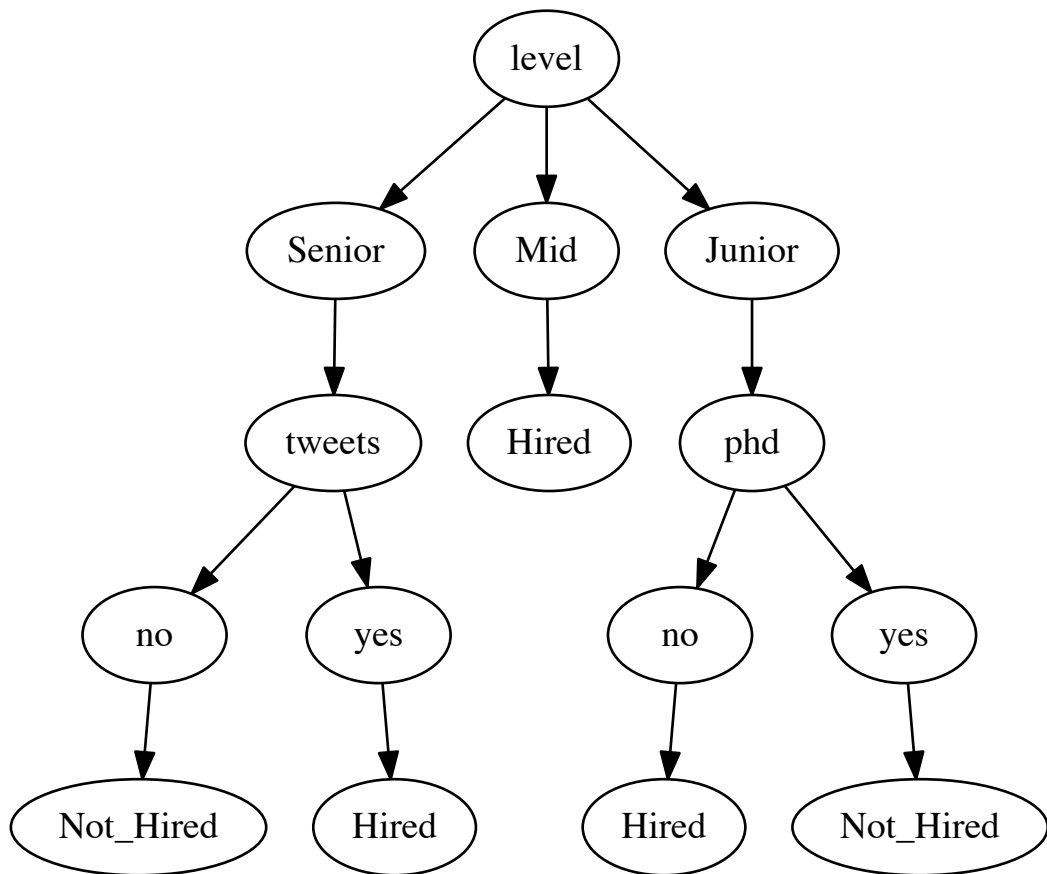 level
Senior
Mid
Junior
tweets
Hired
phd
no
yes
no
yes
Not_Hired
Hired
Hired
Not_Hired